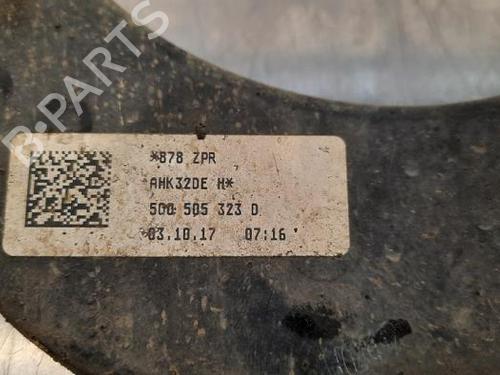 B-PARTS
*878 ZPR
AHK32DE H*
5Q0 505 323 D
03.10.17 07:16